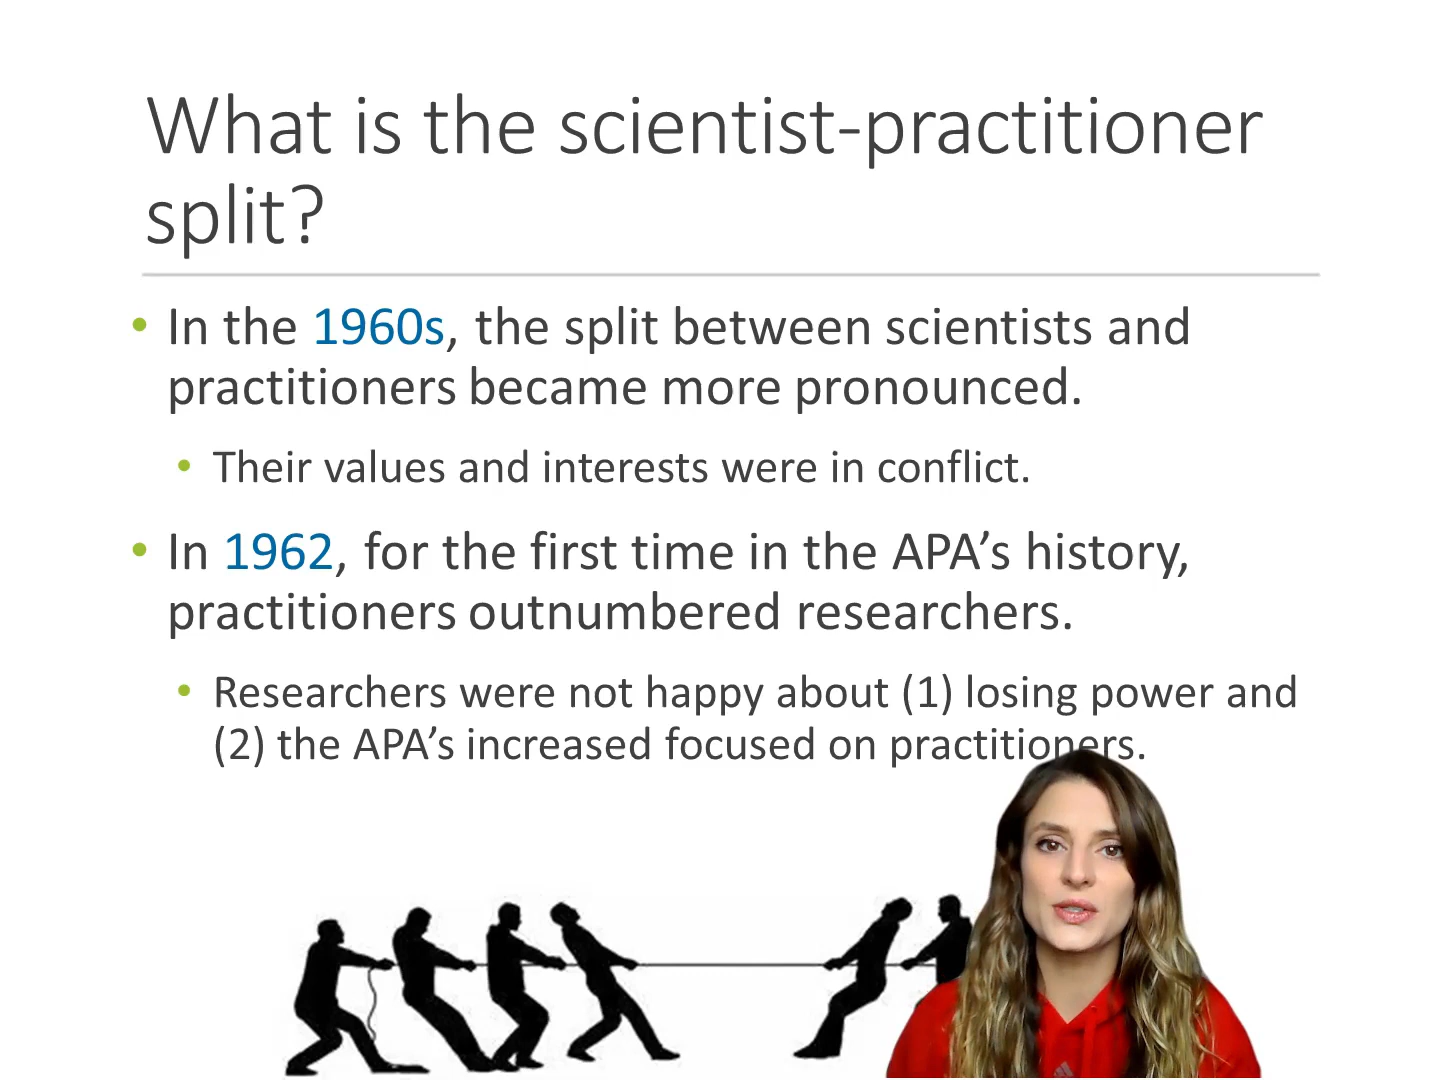 What is the scientist-practitioner
split?
• In the 1960s, the split between scientists and
practitioners became more pronounced.
• Their values and interests were in conflict.
• In 1962, for the first time in the APA’s history,
practitioners outnumbered researchers.
• Researchers were not happy about (1) losing power and
(2) the APA’s increased focused on practitioners.